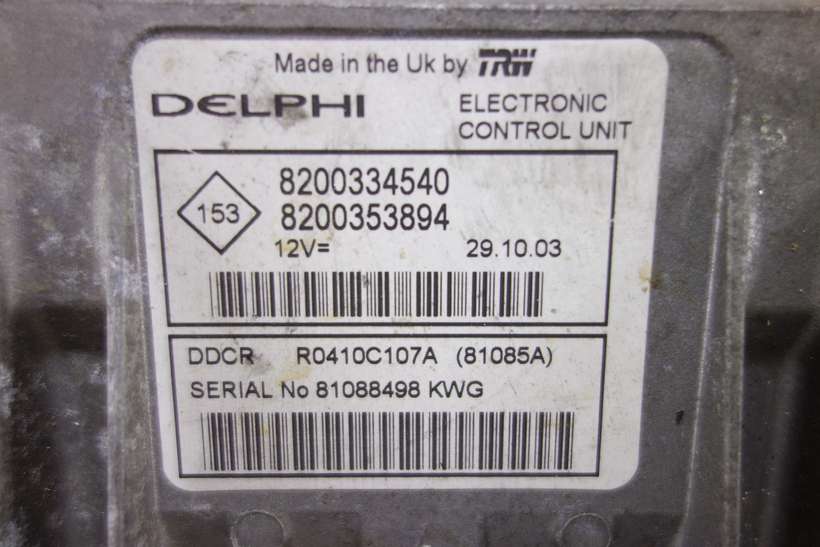 Made in the Uk by TRW
DELPHI
ELECTRONIC
CONTROL UNIT
153
8200334540
8200353894
12V= 29.10.03
DDCR R0410C107A (81085A)
SERIAL No 81088498 KWG